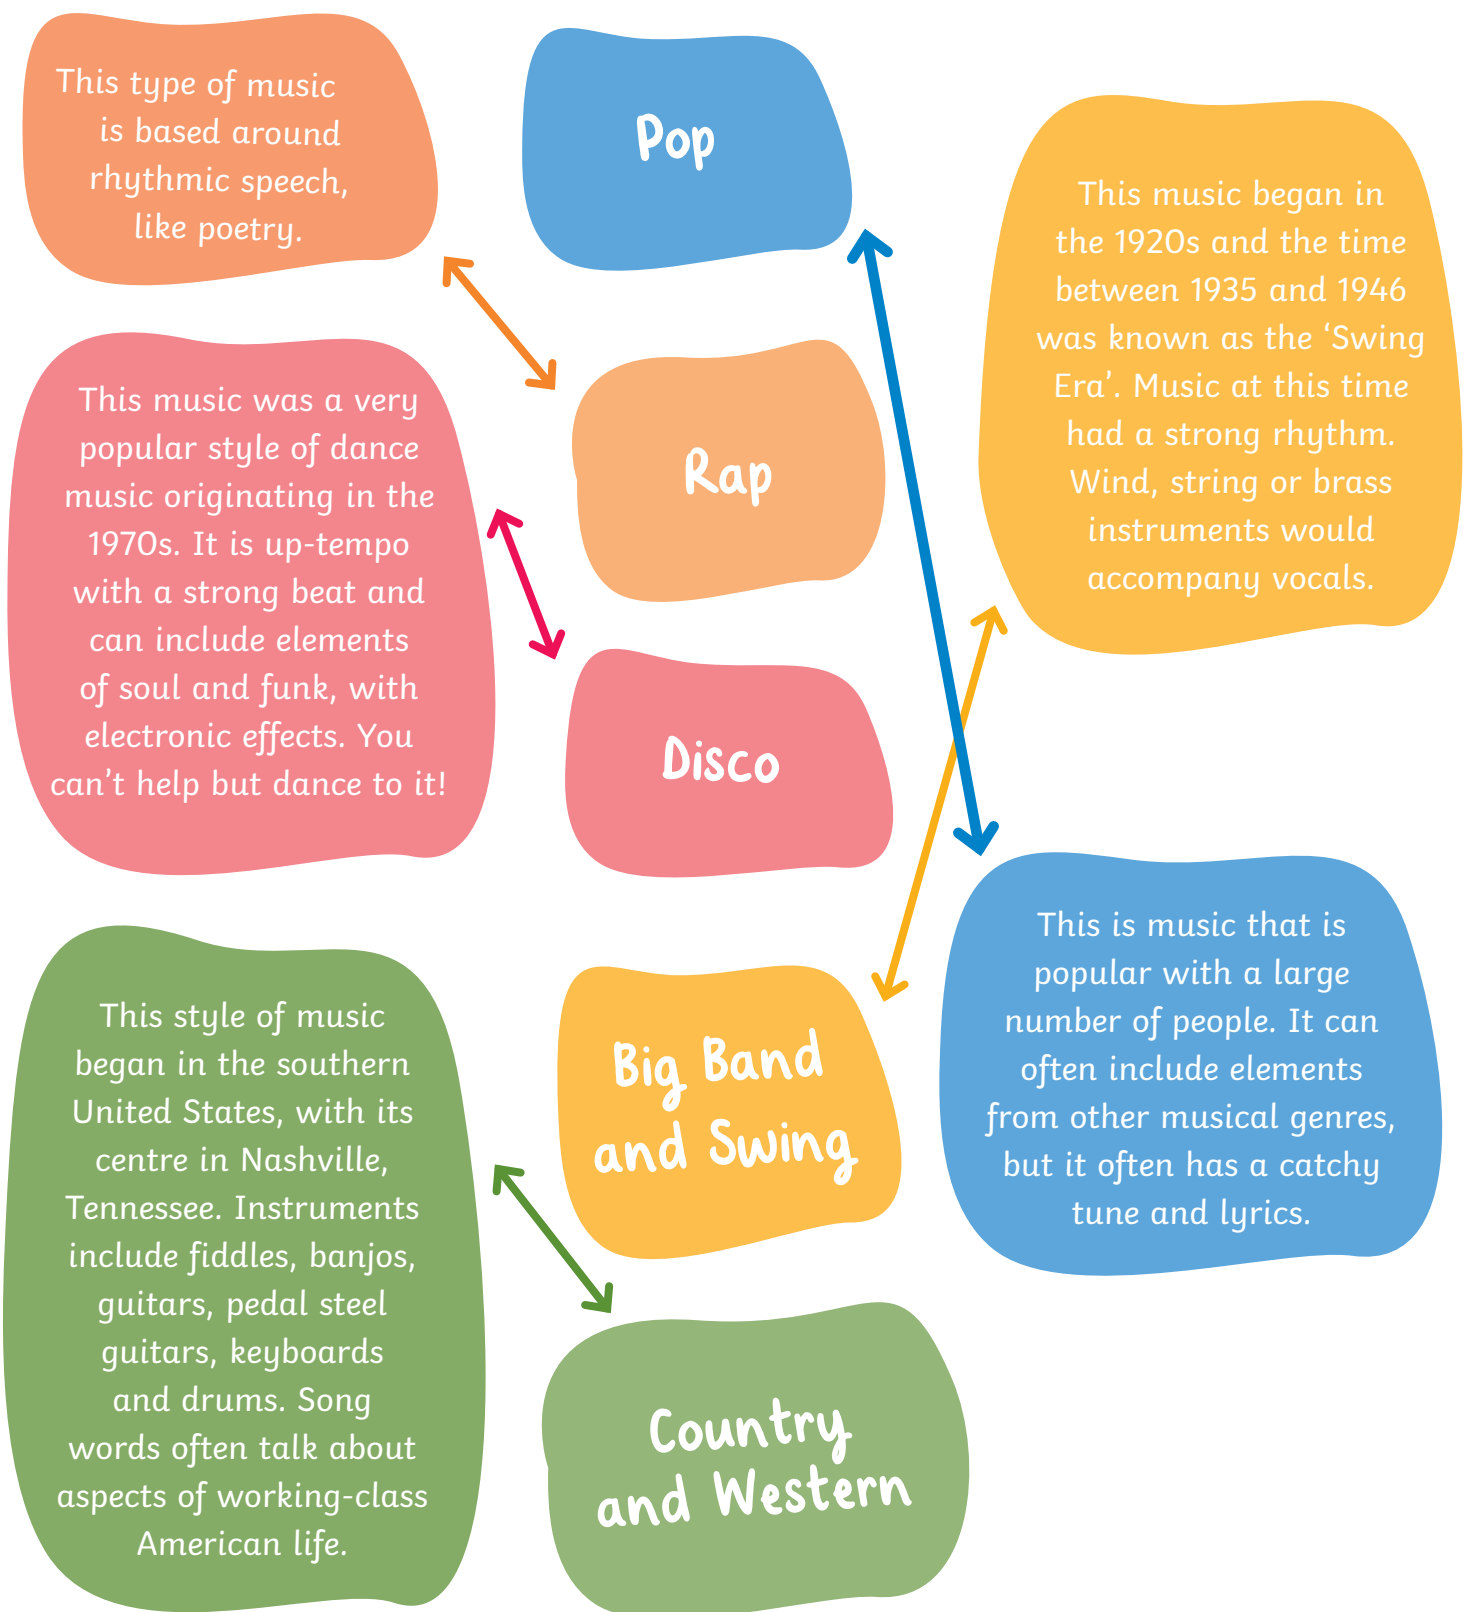 This type of music
is based around
rhythmic speech,
like poetry.
Pop
This music began in
the 1920s and the time
between 1935 and 1946
was known as the ‘Swing
Era’. Music at this time
had a strong rhythm.
Wind, string or brass
instruments would
accompany vocals.
This music was a very
popular style of dance
music originating in the
1970s. It is up-tempo
with a strong beat and
can include elements
of soul and funk, with
electronic effects. You
can’t help but dance to it!
Rap
Disco
This is music that is
popular with a large
number of people. It can
often include elements
from other musical genres,
but it often has a catchy
tune and lyrics.
This style of music
began in the southern
United States, with its
centre in Nashville,
Tennessee. Instruments
include fiddles, banjos,
guitars, pedal steel
guitars, keyboards
and drums. Song
words often talk about
aspects of working-class
American life.
Big Band
and Swing
Country
and Western